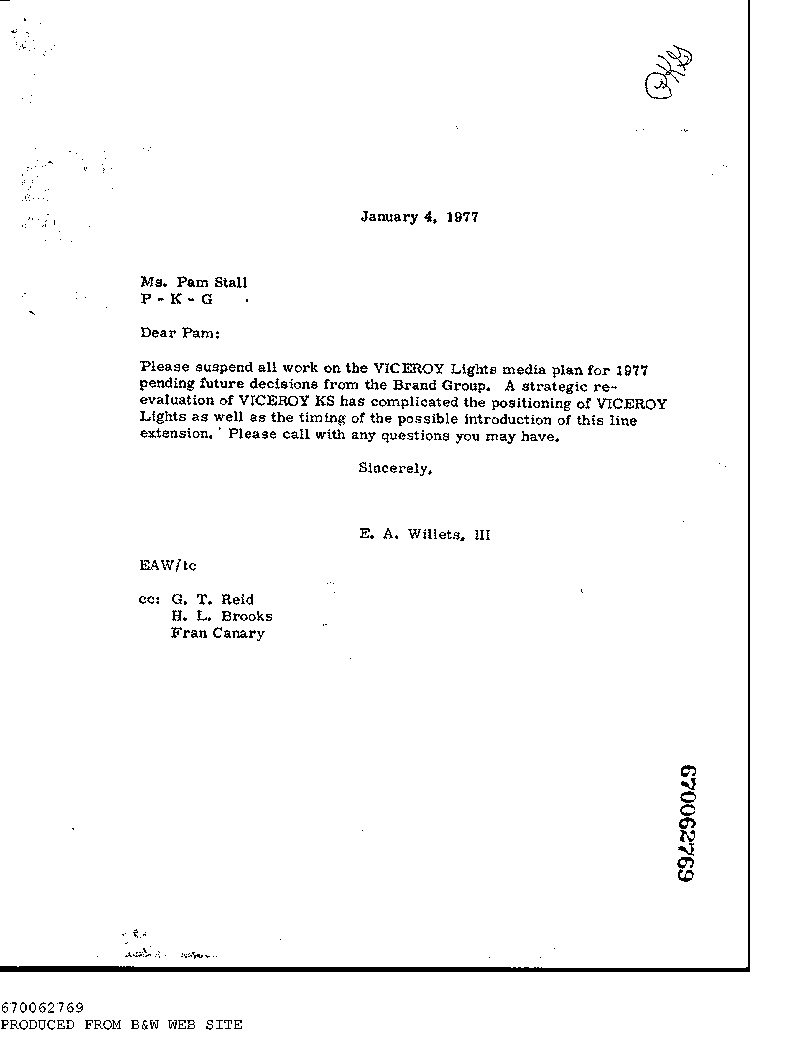 PKG
January 4, 1977
Ms. Pam Stall
P - K - G
Dear Pam:
Please suspend all work on the VICEROY Lights media plan for 1977
pending future decisions from the Brand Group. A strategic re-
evaluation of VICEROY KS has complicated the positioning of VICEROY
Lights as well as the timing of the possible introduction of this line
extension. Please call with any questions you may have.
Sincerely,
E. A. Willets, III
EAW/tc
cc: G. T. Reid
H. L. Brooks
Fran Canary
670062769
670062769
PRODUCED FROM B&W WEB SITE